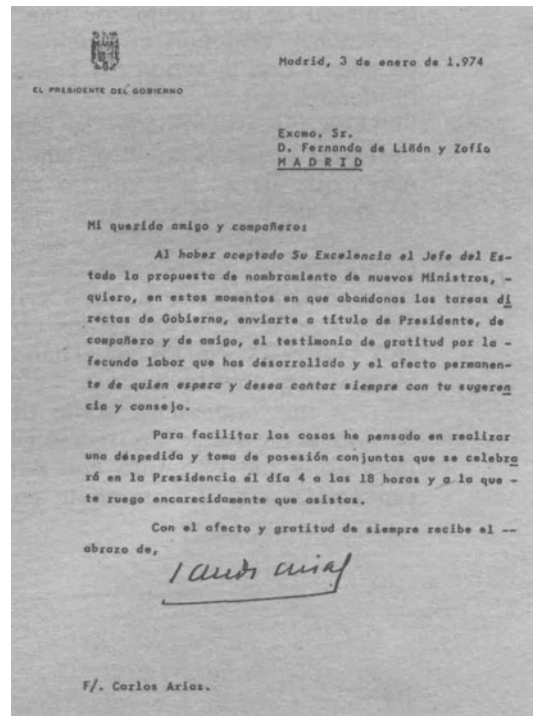 Madrid, 3 de enero de 1.974
EL PRESIDENTE DEL GOBIERNO
Excmo. Sr.
D. Fernando de Liñán y Zofio
M A D R I D
Mi querido amigo y compañero:
Al haber aceptado Su Excelencia el Jefe del Es-
tado la propuesta de nombramiento de nuevos Ministros, -
quiero, en estos momentos en que abandonas las tareas di
rectas de Gobierno, enviarte a título de Presidente, de
compañero y de amigo, el testimonio de gratitud por la -
fecunda labor que has desarrollado y el afecto permanen-
te de quien espera y desea contar siempre con tu sugeren
cia y consejo.
Para facilitar las cosas he pensado en realizar
una despedida y toma de posesión conjuntas que se celebra
rá en la Presidencia el día 4 a las 18 horas y a la que -
te ruego encarecidamente que asistas.
Con el afecto y gratitud de siempre recibe el --
abrazo de,
F/. Carlos Arias.